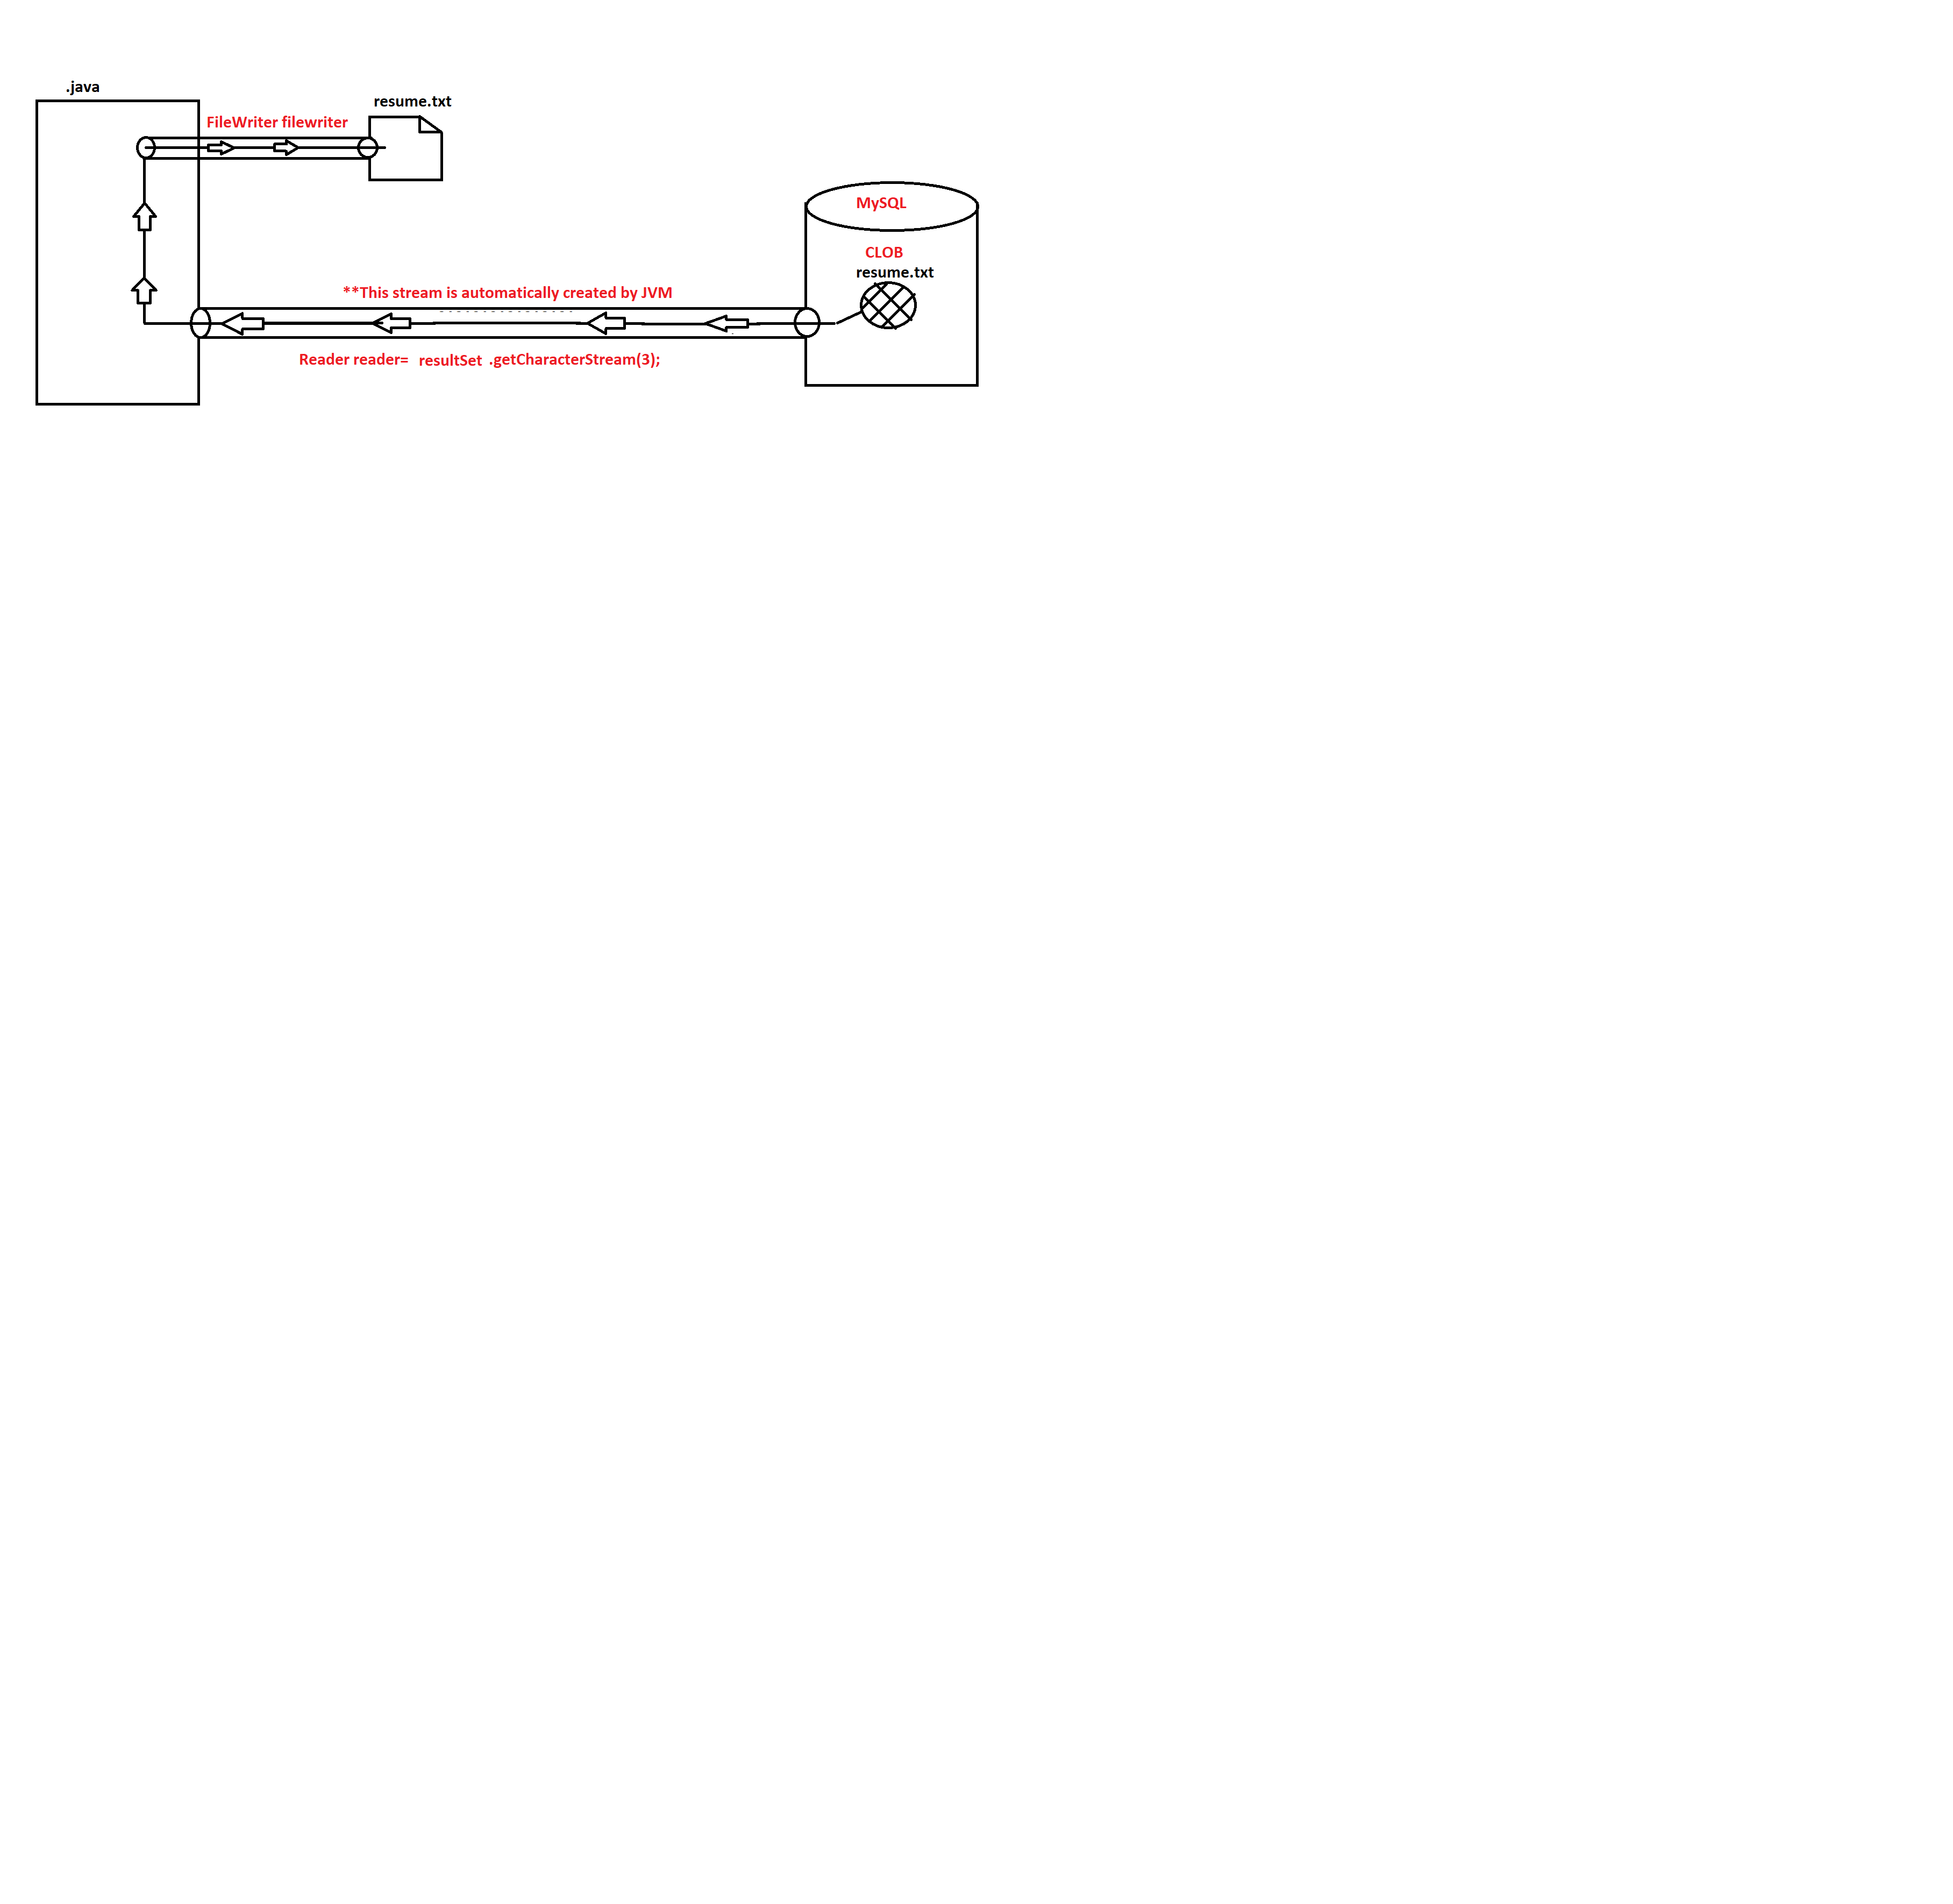 .java
resume.txt
FileWriter filewriter
MySQL
CLOB
resume.txt
**This stream is automatically created by JVM
Reader reader= resultSet .getCharacterStream(3);